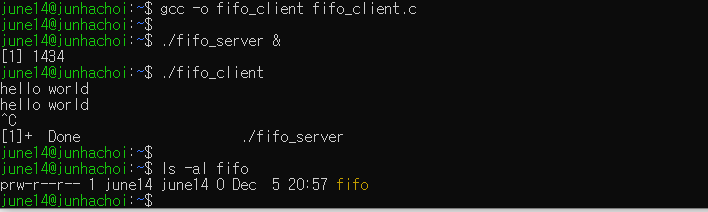 june14@junhachoi:~$ gcc -o fifo_client fifo_client.c
june14@junhachoi:~$
june14@junhachoi:~$ ./fifo_server &
[1] 1434
june14@junhachoi:~$ ./fifo_client
hello world
hello world
^C
[1]+  Done                    ./fifo_server
june14@junhachoi:~$
june14@junhachoi:~$ ls -al fifo
prw-r--r-- 1 june14 june14 0 Dec  5 20:57 fifo
june14@junhachoi:~$